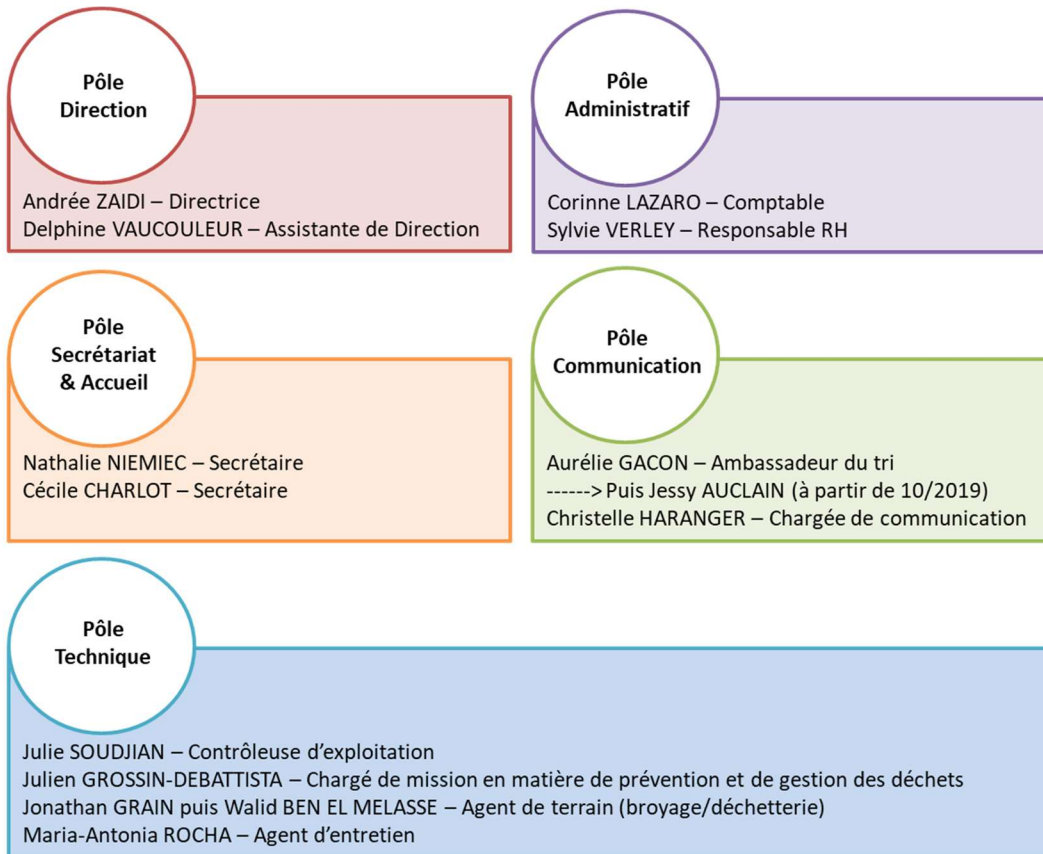 Pôle
Direction
Andrée ZAIDI – Directrice
Delphine VAUCOULEUR – Assistante de Direction
Pôle
Administratif
Corinne LAZARO – Comptable
Sylvie VERLEY – Responsable RH
Pôle
Secrétariat
& Accueil
Nathalie NIEMIEC – Secrétaire
Cécile CHARLOT – Secrétaire
Pôle
Communication
Aurélie GACON – Ambassadeur du tri
------> Puis Jessy AUCLAIN (à partir de 10/2019)
Christelle HARANGER – Chargée de communication
Pôle
Technique
Julie SOUDJIAN – Contrôleuse d’exploitation
Julien GROSSIN-DEBATTISTA – Chargé de mission en matière de prévention et de gestion des déchets
Jonathan GRAIN puis Walid BEN EL MELASSE – Agent de terrain (broyage/déchetterie)
Maria-Antonia ROCHA – Agent d’entretien